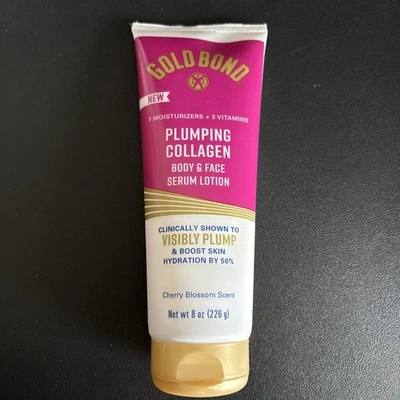 GOLD BOND
NEW
7 MOISTURIZERS + 3 VITAMINS
PLUMPING
COLLAGEN
BODY & FACE
SERUM LOTION
CLINICALLY SHOWN TO
VISIBLY PLUMP
& BOOST SKIN
HYDRATION BY 50%
Cherry Blossom Scent
Net wt 8 oz (226 g)